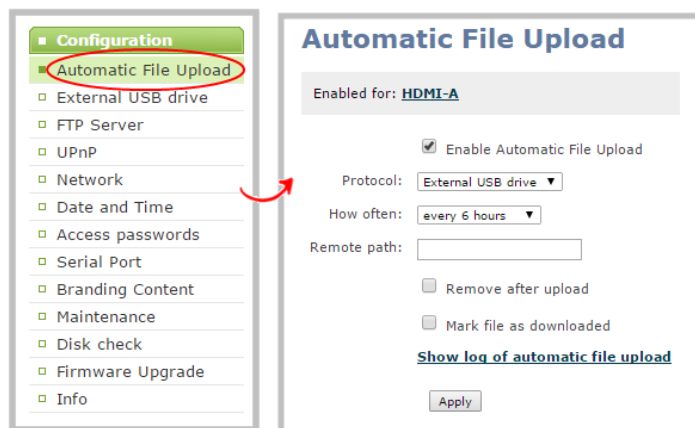 Configuration
Automatic File Upload
External USB drive
FTP Server
UPnP
Network
Date and Time
Access passwords
Serial Port
Branding Content
Maintenance
Disk check
Firmware Upgrade
Info
Automatic File Upload
Enabled for: HDMI-A
Enable Automatic File Upload
Protocol: External USB drive
How often: every 6 hours
Remote path:
Remove after upload
Mark file as downloaded
Show log of automatic file upload
Apply